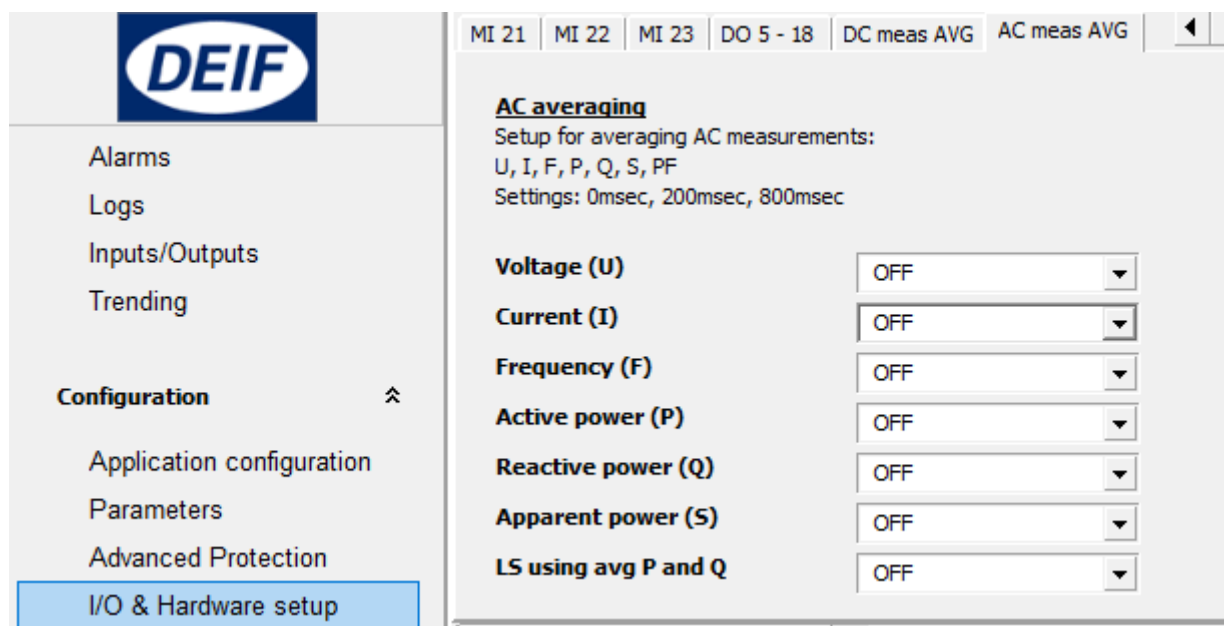 DEIF
Alarms
Logs
Inputs/Outputs
Trending
Configuration
Application configuration
Parameters
Advanced Protection
I/O & Hardware setup
MI 21 MI 22 MI 23 DO 5 - 18 DC meas AVG AC meas AVG
AC averaging
Setup for averaging AC measurements:
U, I, F, P, Q, S, PF
Settings: 0msec, 200msec, 800msec
Voltage (U) OFF
Current (I) OFF
Frequency (F) OFF
Active power (P) OFF
Reactive power (Q) OFF
Apparent power (S) OFF
LS using avg P and Q OFF